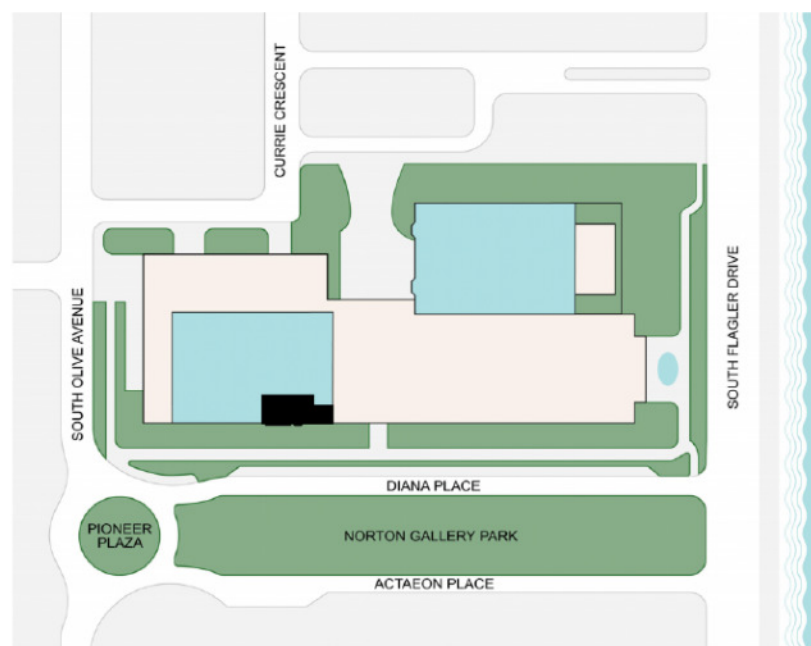 CURRIE CRESCENT
SOUTH OLIVE AVENUE
SOUTH FLAGLER DRIVE
DIANA PLACE
PIONEER
PLAZA
NORTON GALLERY PARK
ACTAEON PLACE